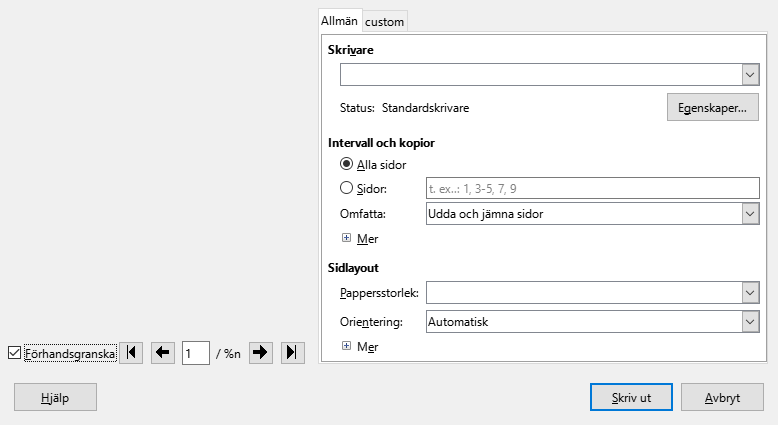 Allmän custom
Skrivare
Status: Standardskrivare Egenskaper...
Intervall och kopior
Alla sidor
Sidor: t. ex..: 1, 3-5, 7, 9
Omfatta: Udda och jämna sidor
Mer
Sidlayout
Pappersstorlek:
Orientering: Automatisk
Mer
Förhandsgranska 1 / %n
Hjälp Skriv ut Avbryt